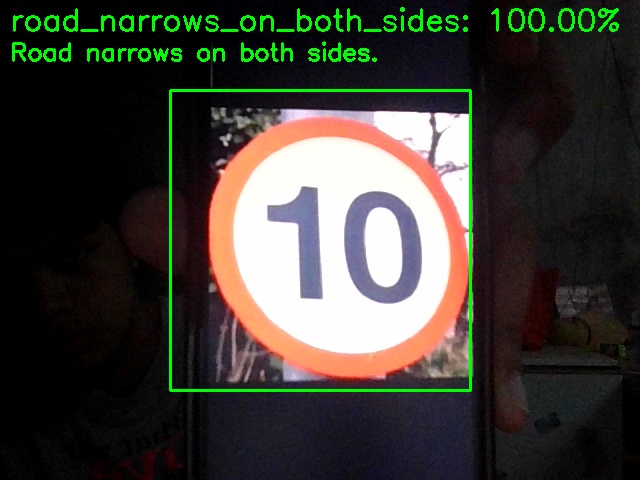 road_narrows_on_both_sides: 100.00%
Road narrows on both sides.
10